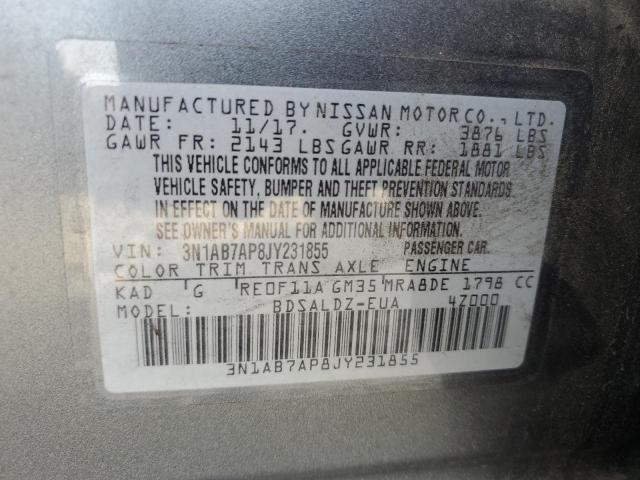 MANUFACTURED BY NISSAN MOTOR CO., LTD.
DATE: 11/17. GVWR: 3876 LBS
GAWR FR: 2143 LBS GAWR RR: 1881 LBS
THIS VEHICLE CONFORMS TO ALL APPLICABLE FEDERAL MOTOR
VEHICLE SAFETY, BUMPER AND THEFT PREVENTION STANDARDS
IN EFFECT ON THE DATE OF MANUFACTURE SHOWN ABOVE.
SEE OWNER'S MANUAL FOR ADDITIONAL INFORMATION.
VIN: 3N1AB7AP8JY231855 PASSENGER CAR.
COLOR TRIM TRANS AXLE ENGINE
KAD G RE0F11A GM35 MRA8DE 1798 CC
MODEL: BDSALDZ-EUA 4Z000
3N1AB7AP8JY231855